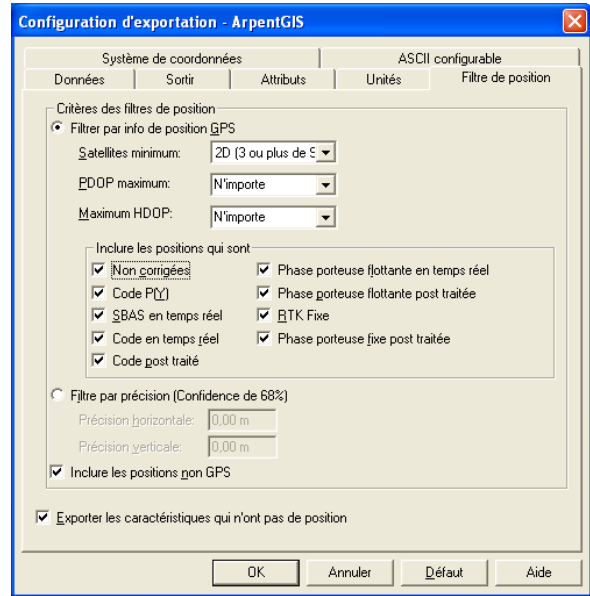 Configuration d'exportation - ArpentGIS
Système de coordonnées
ASCII configurable
Données
Sortir
Attributs
Unités
Filtre de position
Critères des filtres de position
Filtrer par info de position GPS
Satellites minimum:
2D (3 ou plus de S
PDOP maximum:
N'importe
Maximum HDOP:
N'importe
Inclure les positions qui sont
Non corrigées
Phase porteuse flottante en temps réel
Code P(Y)
Phase porteuse flottante post traitée
SBAS en temps réel
RTK Fixe
Code en temps réel
Phase porteuse fixe post traitée
Code post traité
Filtre par précision (Confidence de 68%)
Précision horizontale:
0,00 m
Précision verticale:
0,00 m
Inclure les positions non GPS
Exporter les caractéristiques qui n'ont pas de position
OK
Annuler
Défaut
Aide